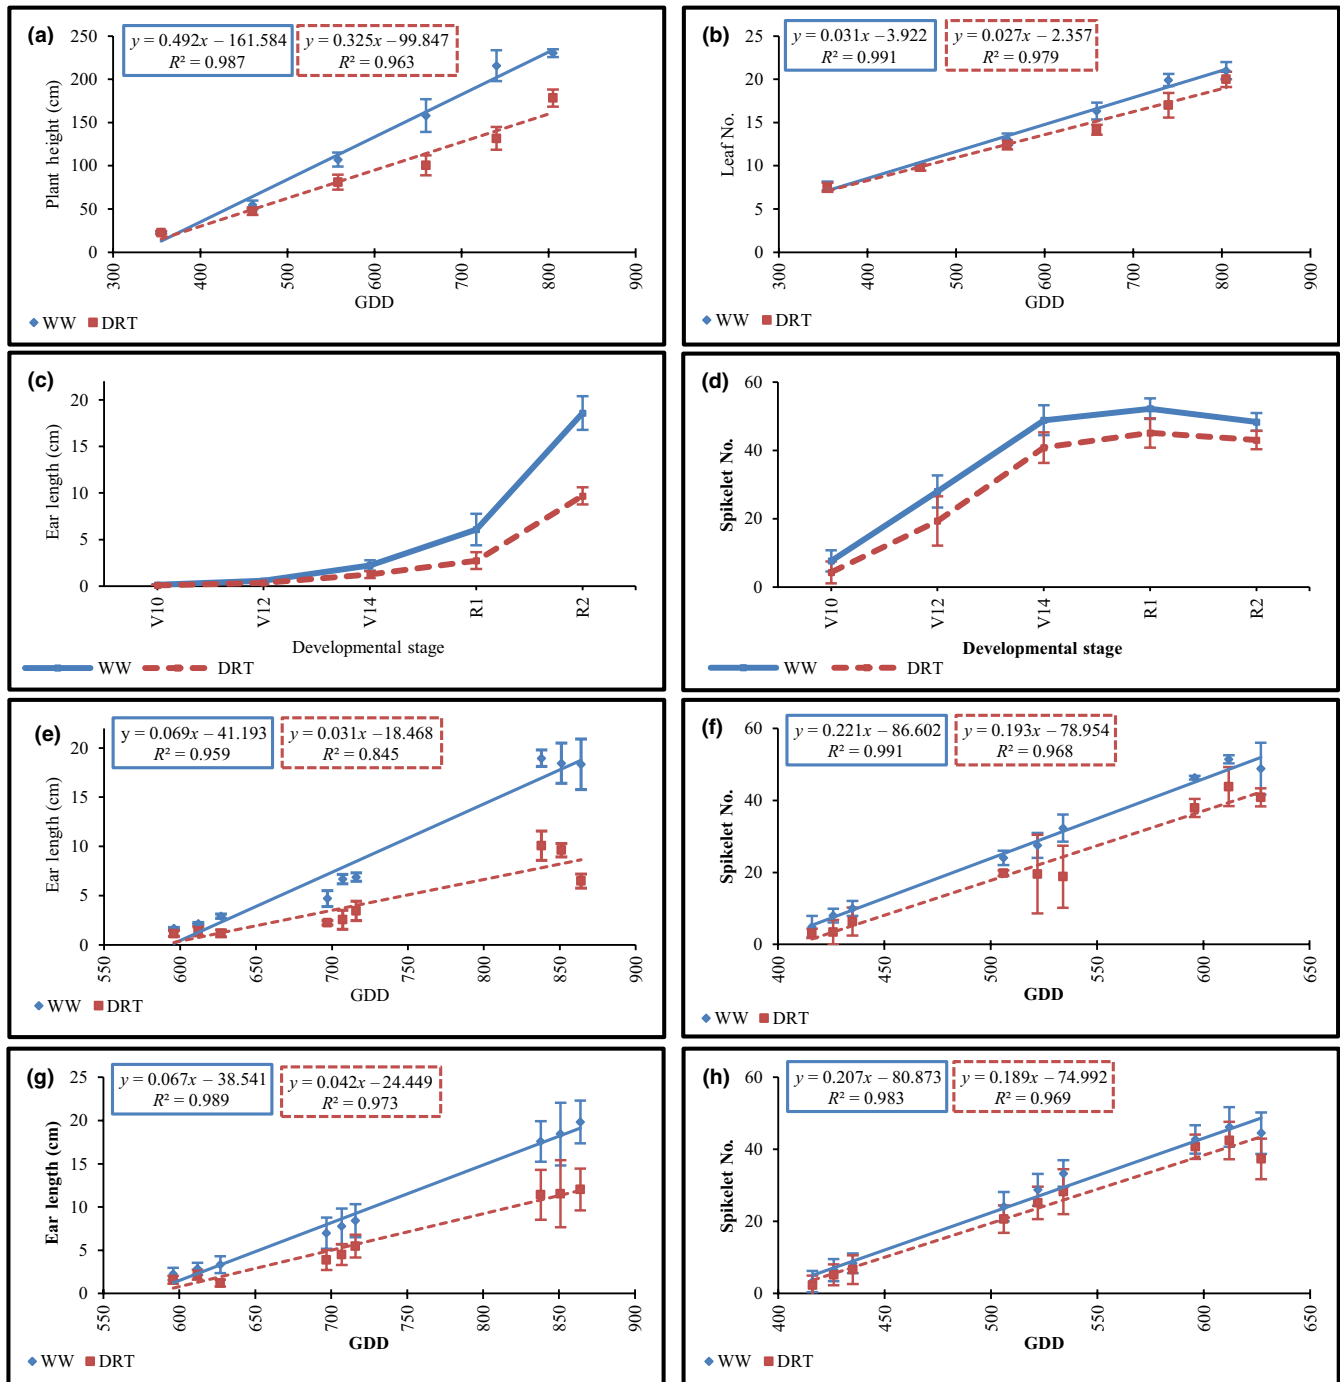 (a)
y = 0.492x − 161.584
R² = 0.987
y = 0.325x − 99.847
R² = 0.963
Plant height (cm)
250
200
150
100
50
0
300 400 500 600 700 800 900
GDD
WW DRT
(b)
y = 0.031x − 3.922
R² = 0.991
y = 0.027x − 2.357
R² = 0.979
Leaf No.
25
20
15
10
5
0
300 400 500 600 700 800 900
GDD
WW DRT
(c)
Ear length (cm)
20
15
10
5
0
V10 V12 V14 R1 R2
Developmental stage
WW DRT
(d)
Spikelet No.
60
40
20
0
V10 V12 V14 R1 R2
Developmental stage
WW DRT
(e)
y = 0.069x − 41.193
R² = 0.959
y = 0.031x − 18.468
R² = 0.845
Ear length (cm)
20
15
10
5
0
550 600 650 700 750 800 850 900
GDD
WW DRT
(f)
y = 0.221x − 86.602
R² = 0.991
y = 0.193x − 78.954
R² = 0.968
Spikelet No.
60
40
20
0
400 450 500 550 600 650
GDD
WW DRT
(g)
y = 0.067x − 38.541
R² = 0.989
y = 0.042x − 24.449
R² = 0.973
Ear length (cm)
25
20
15
10
5
0
550 600 650 700 750 800 850 900
GDD
WW DRT
(h)
y = 0.207x − 80.873
R² = 0.983
y = 0.189x − 74.992
R² = 0.969
Spikelet No.
60
40
20
0
400 450 500 550 600 650
GDD
WW DRT